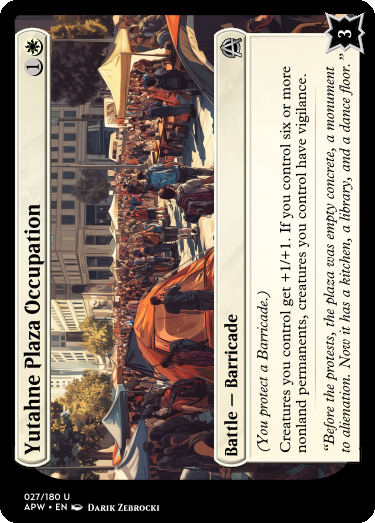 Yutahne Plaza Occupation
1
Battle — Barricade
3
(You protect a Barricade.)
Creatures you control get +1/+1. If you control six or more
nonland permanents, creatures you control have vigilance.
“Before the protests, the plaza was empty concrete, a monument
to alienation. Now it has a kitchen, a library, and a dance floor.”
027/180 U
APW • EN Darik Zebrocki